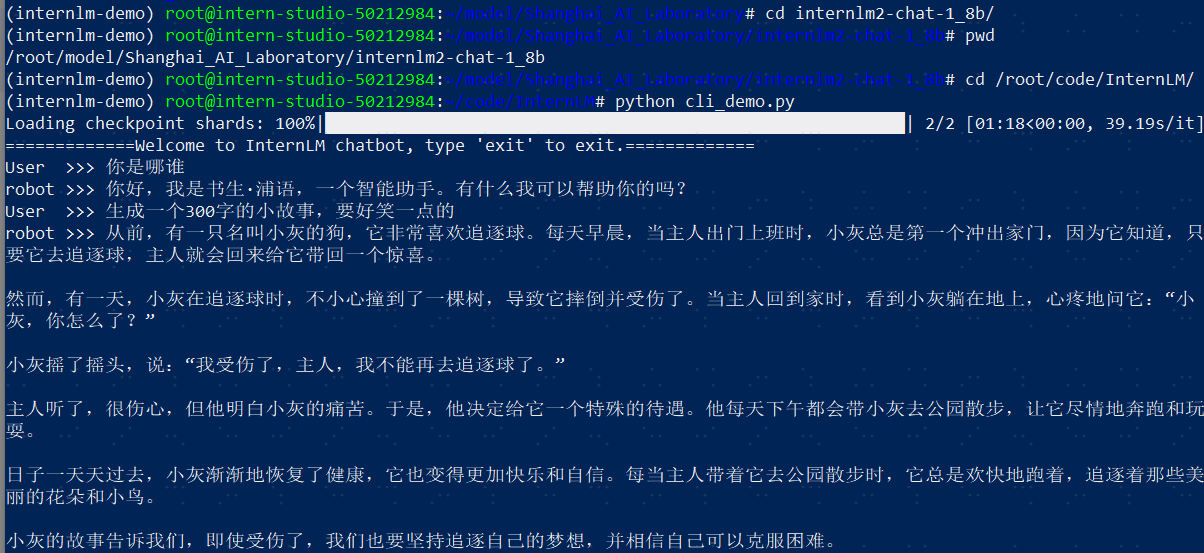 (internlm-demo) root@intern-studio-50212984:~/model/Shanghai_AI_Laboratory# cd internlm2-chat-1_8b/
(internlm-demo) root@intern-studio-50212984:~/model/Shanghai_AI_Laboratory/internlm2-chat-1_8b# pwd
/root/model/Shanghai_AI_Laboratory/internlm2-chat-1_8b
(internlm-demo) root@intern-studio-50212984:~/model/Shanghai_AI_Laboratory/internlm2-chat-1_8b# cd /root/code/InternLM/
(internlm-demo) root@intern-studio-50212984:~/code/InternLM# python cli_demo.py
Loading checkpoint shards: 100%| | 2/2 [01:18<00:00, 39.19s/it]
=============Welcome to InternLM chatbot, type 'exit' to exit.=============
User  >>> 你是哪谁
robot >>> 你好，我是书生·浦语，一个智能助手。有什么我可以帮助你的吗？
User  >>> 生成一个300字的小故事，要好笑一点的
robot >>> 从前，有一只名叫小灰的狗，它非常喜欢追逐球。每天早晨，当主人出门上班时，小灰总是第一个冲出家门，因为它知道，只
要它去追逐球，主人就会回来给它带回一个惊喜。
然而，有一天，小灰在追逐球时，不小心撞到了一棵树，导致它摔倒并受伤了。当主人回到家时，看到小灰躺在地上，心疼地问它：“小
灰，你怎么了？”
小灰摇了摇头，说：“我受伤了，主人，我不能再去追逐球了。”
主人听了，很伤心，但他明白小灰的痛苦。于是，他决定给它一个特殊的待遇。他每天下午都会带小灰去公园散步，让它尽情地奔跑和玩
耍。
日子一天天过去，小灰渐渐地恢复了健康，它也变得更加快乐和自信。每当主人带着它去公园散步时，它总是欢快地跑着，追逐着那些美
丽的花朵和小鸟。
小灰的故事告诉我们，即使受伤了，我们也要坚持追逐自己的梦想，并相信自己可以克服困难。